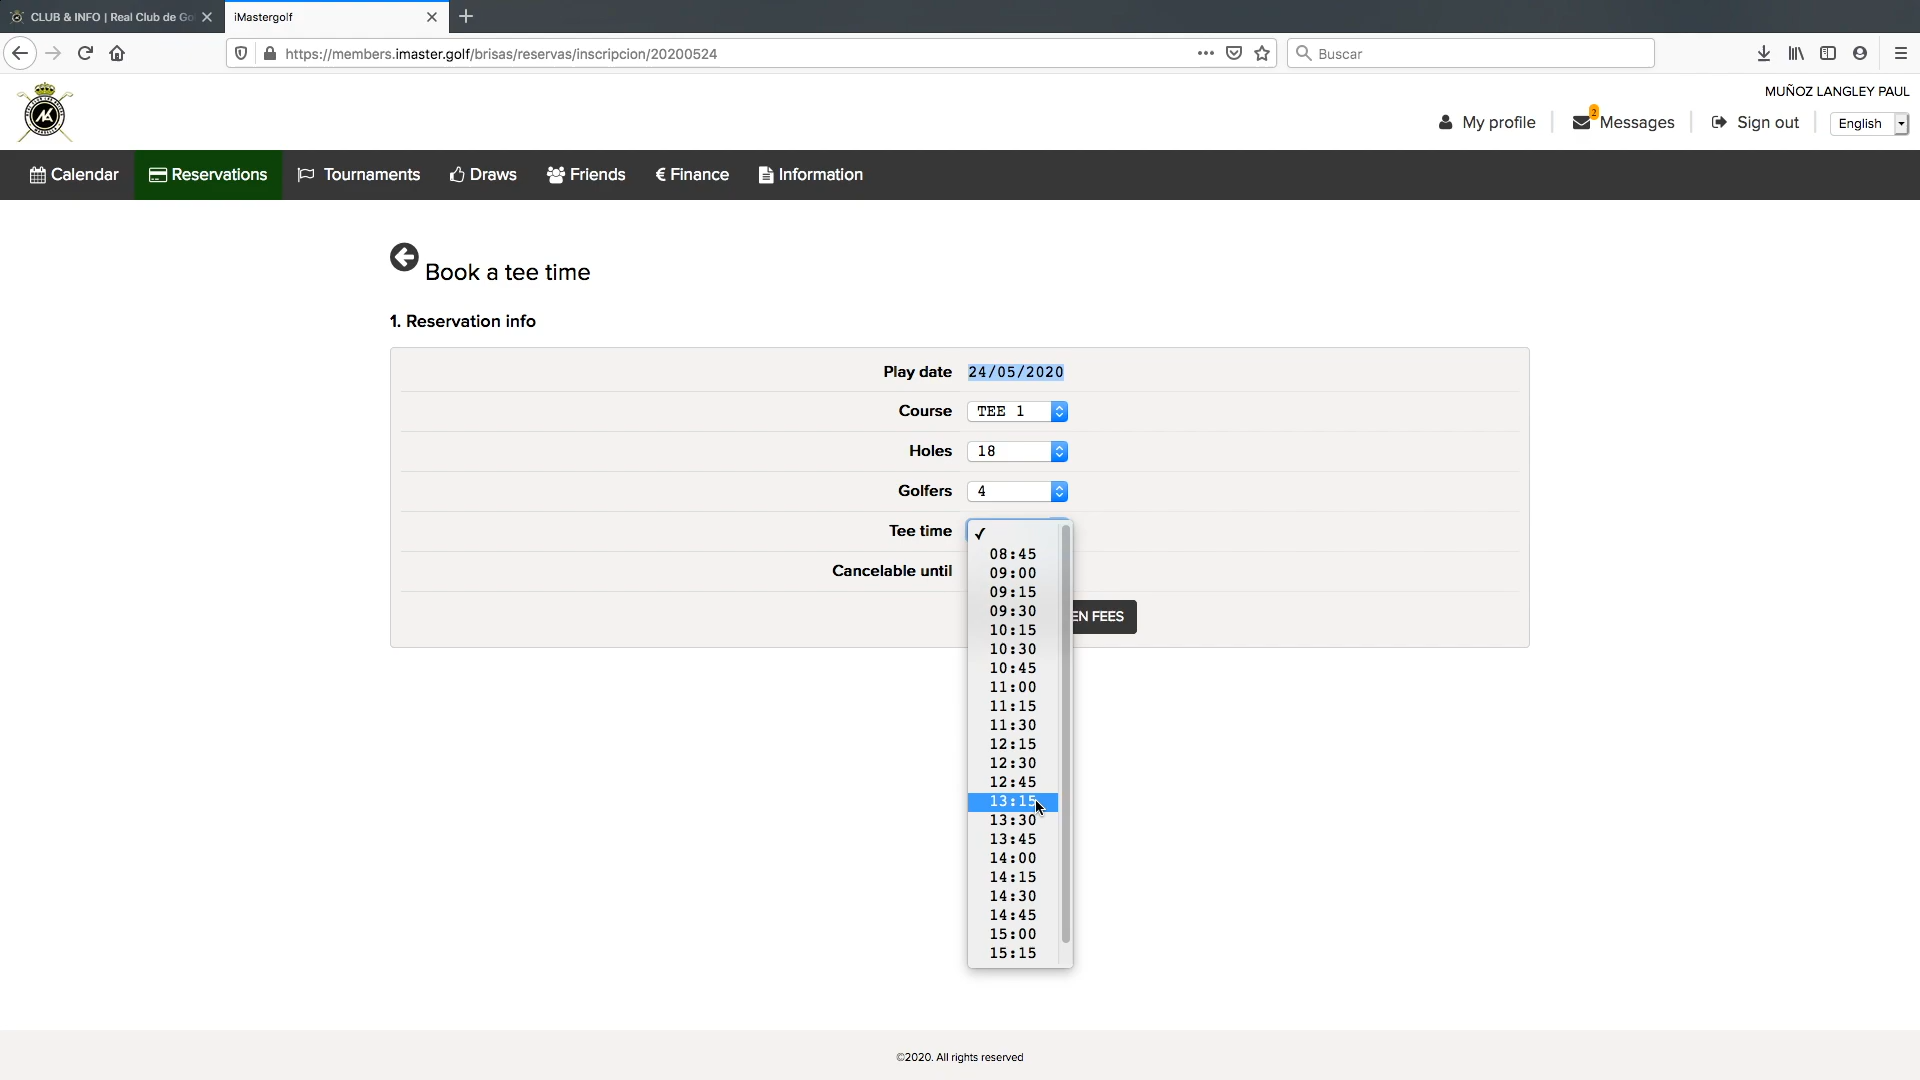 CLUB & INFO | Real Club de Go
iMastergolf
https://members.imaster.golf/brisas/reservas/inscripcion/20200524
Buscar
MUÑOZ LANGLEY PAUL
My profile
2
Messages
Sign out
English
Calendar
Reservations
Tournaments
Draws
Friends
€ Finance
Information
Book a tee time
1. Reservation info
Play date 24/05/2020
Course TEE 1
Holes 18
Golfers 4
Tee time
Cancelable until
EN FEES
08:45
09:00
09:15
09:30
10:15
10:30
10:45
11:00
11:15
11:30
12:15
12:30
12:45
13:15
13:30
13:45
14:00
14:15
14:30
14:45
15:00
15:15
©2020. All rights reserved